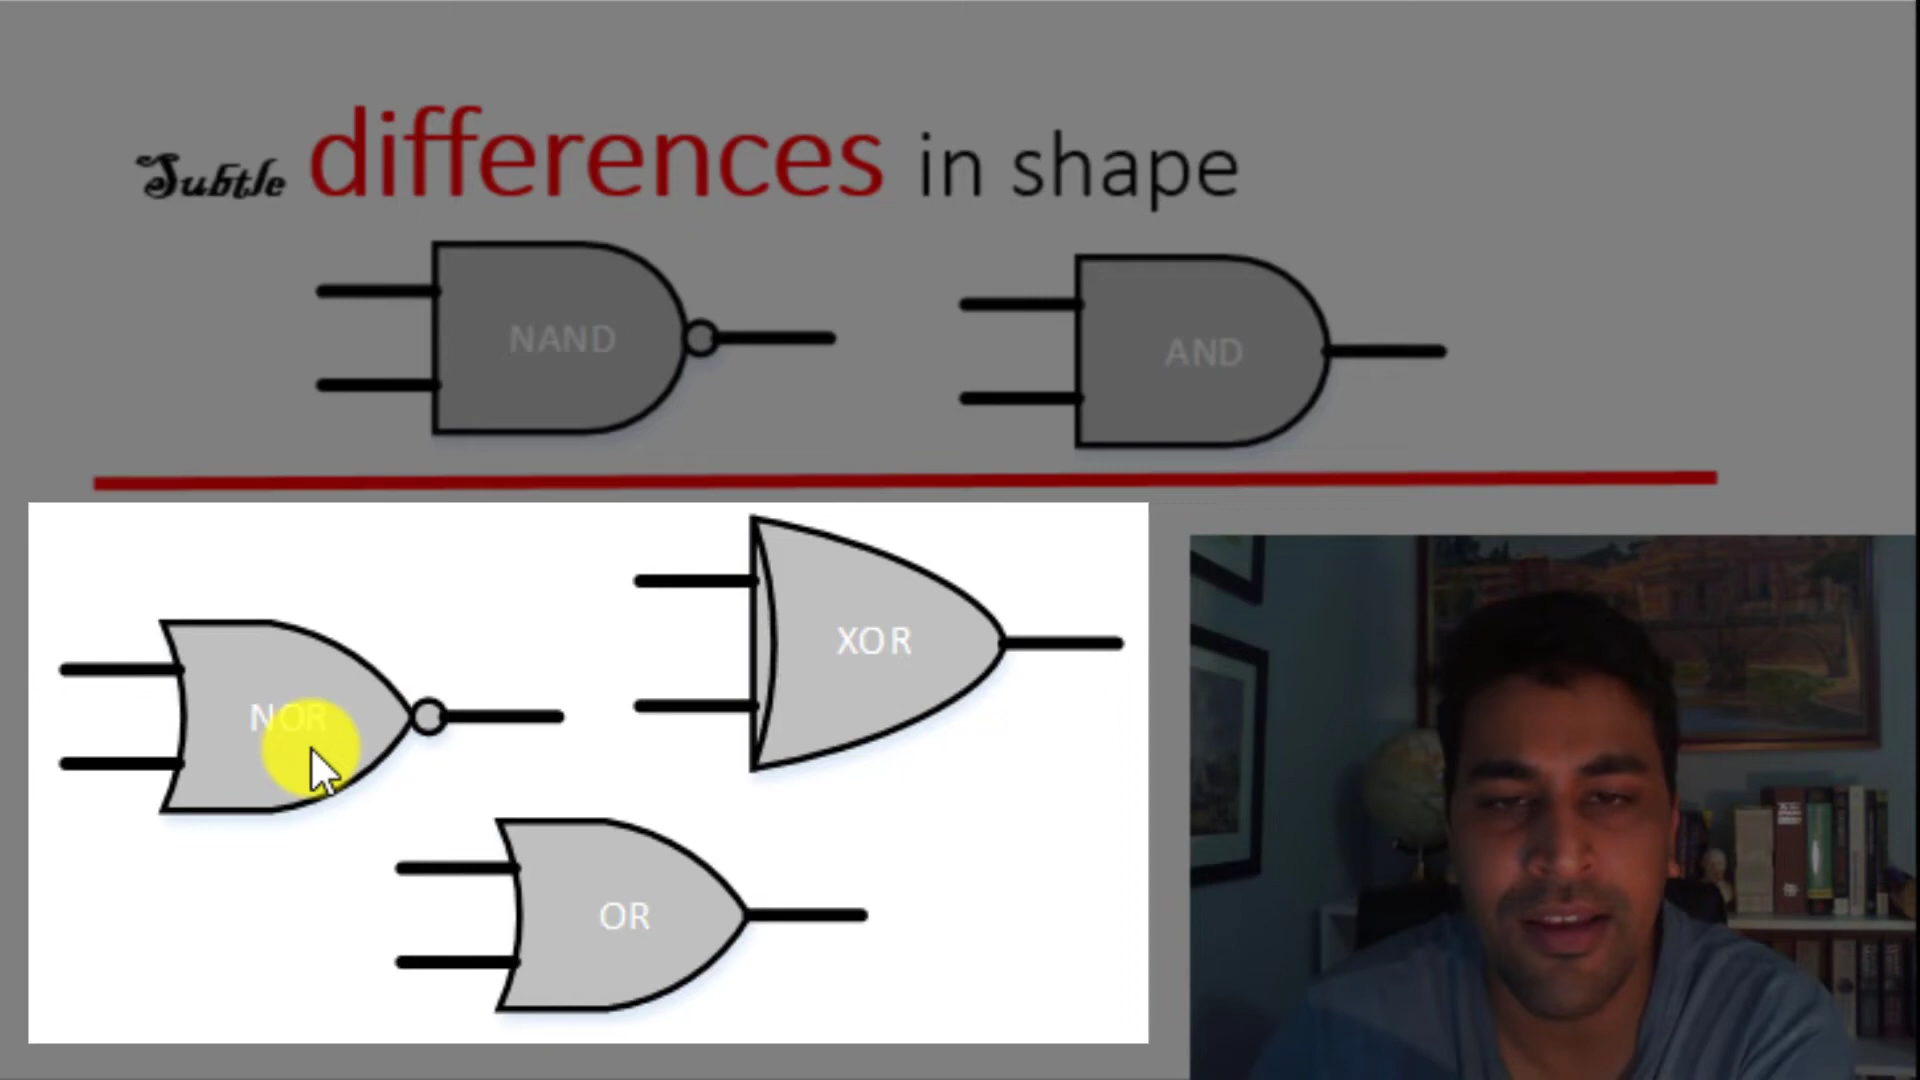 Subtle differences in shape
NAND
AND
XOR
NOR
OR